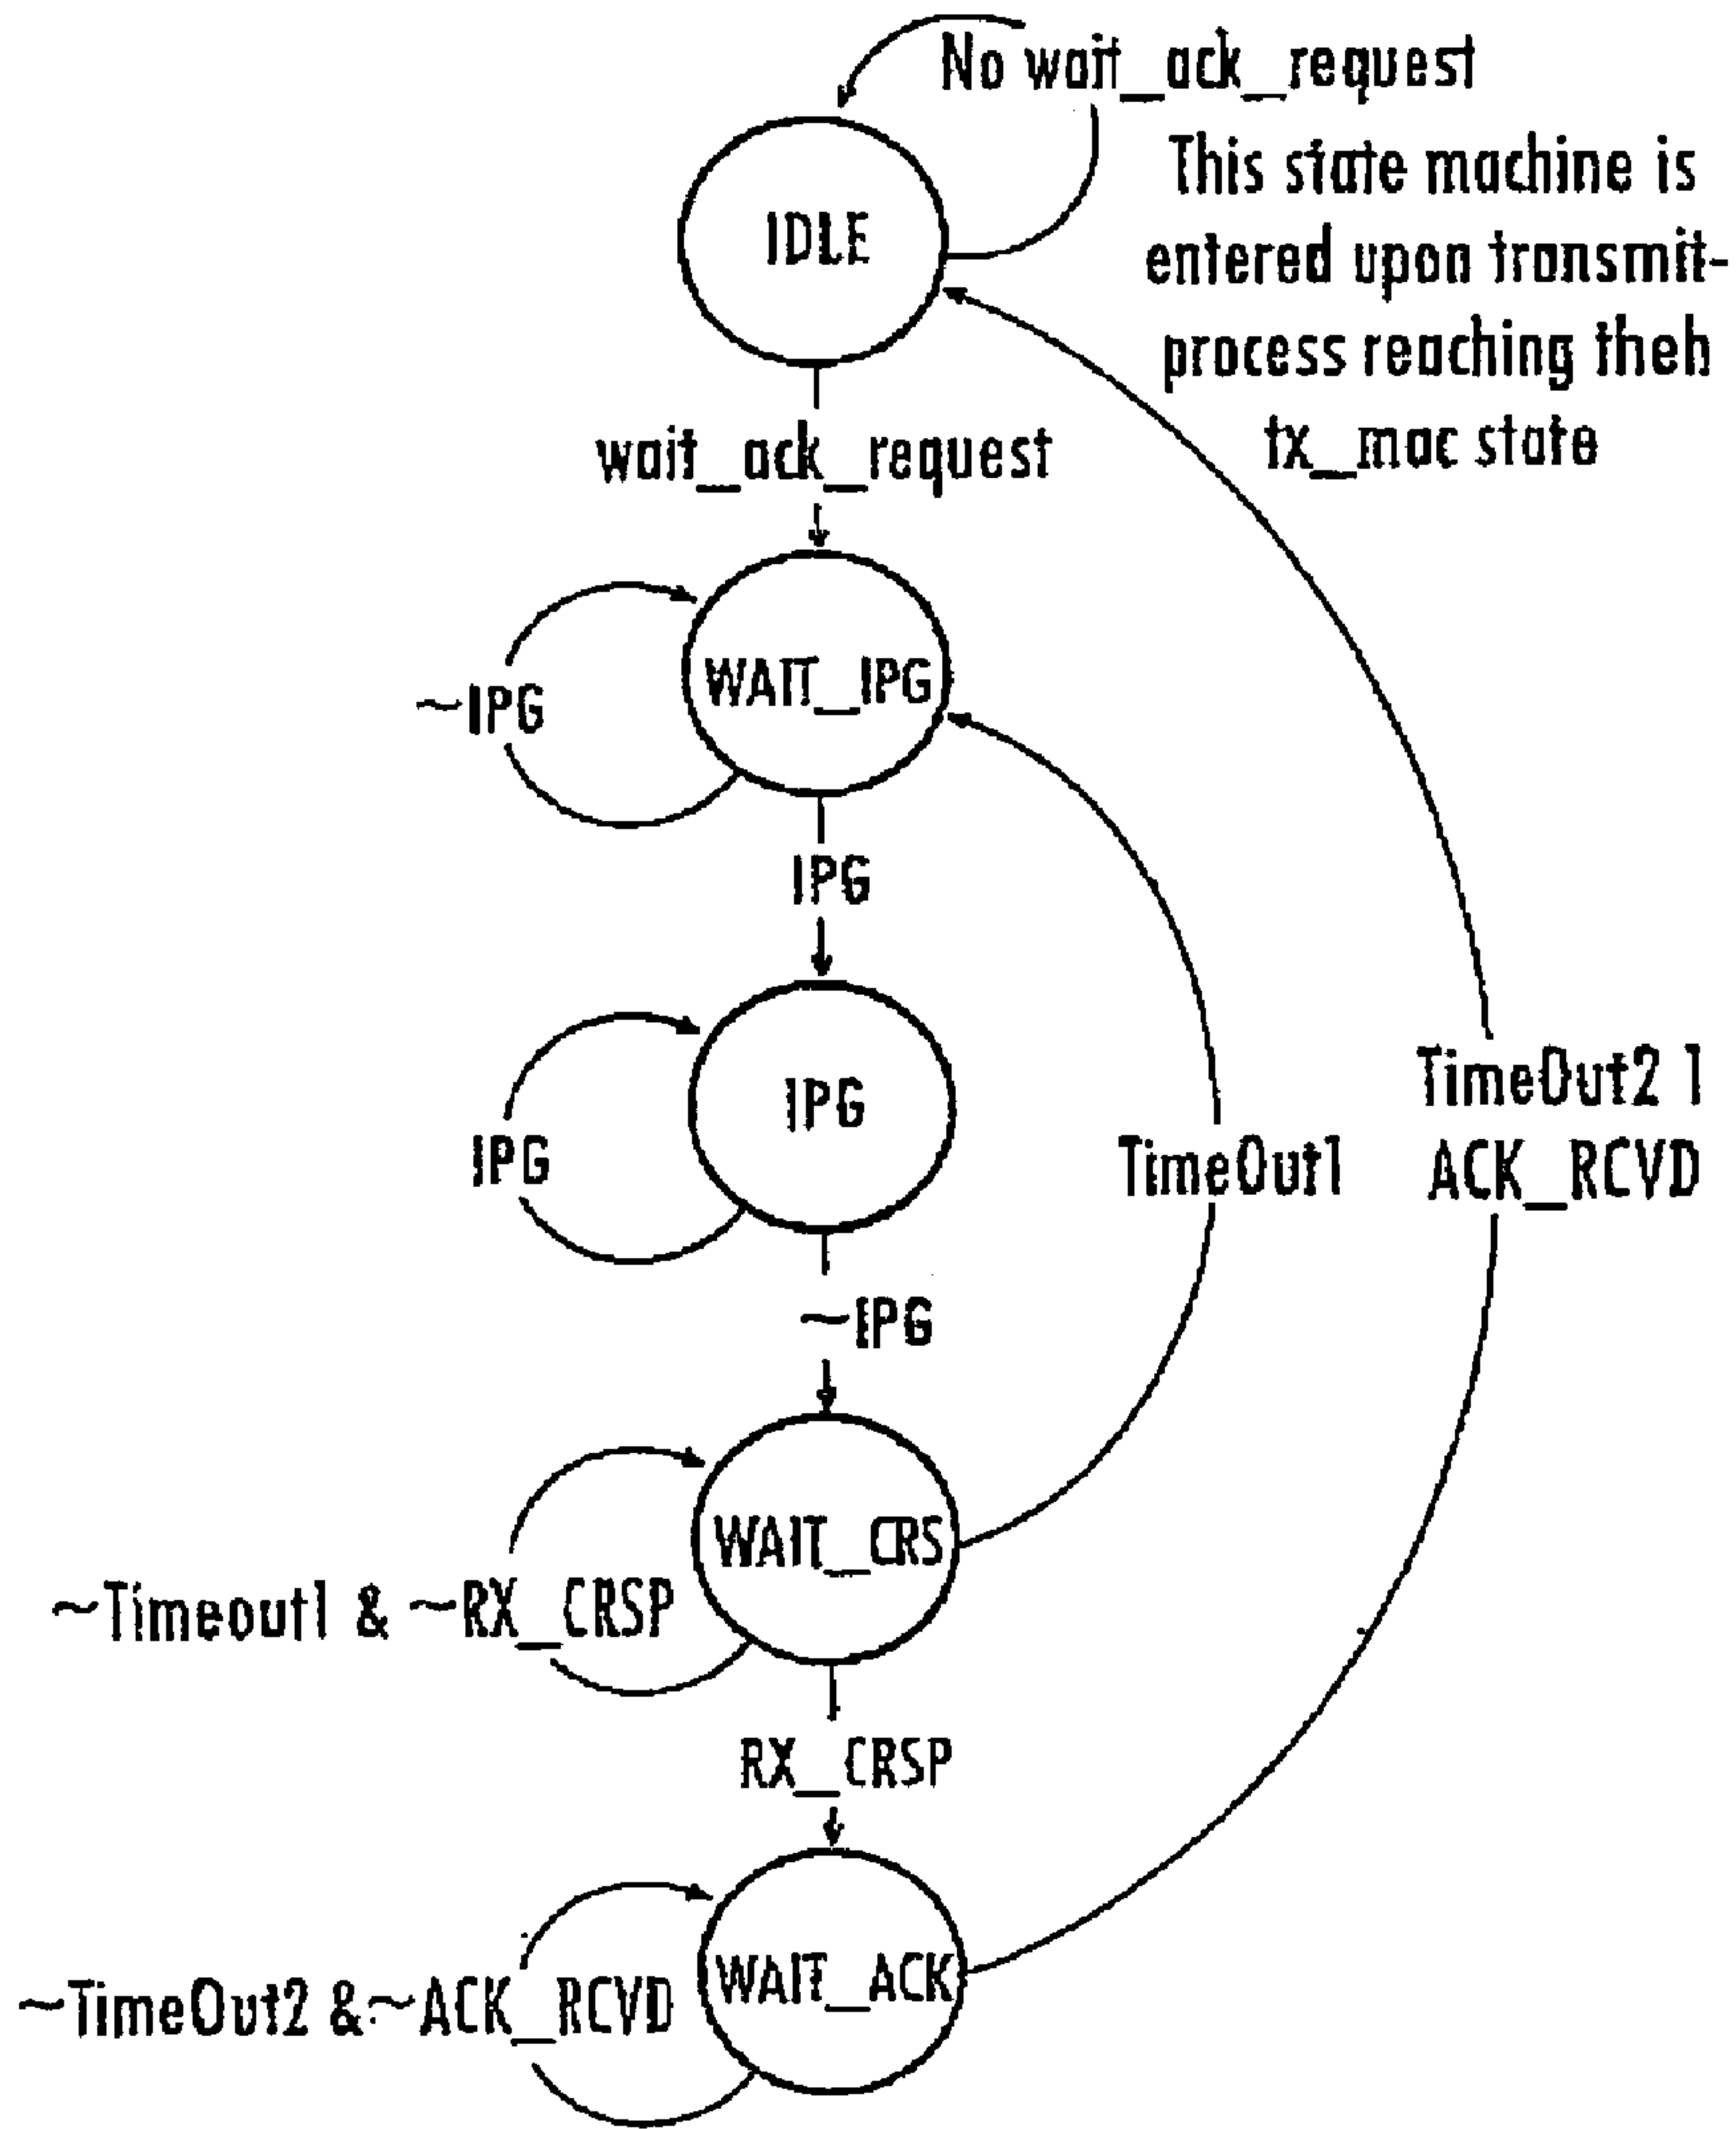 No wait_ack_request
This state machine is
entered upon transmit-
process reaching theh
tx_mac state
IDLE
wait_ack_request
WAIT_IPG
~IPG
IPG
IPG
IPG
TimeOut2 |
ACK_RCVD
TimeOut1
~IPG
WAIT_CRS
~Timeout1 & ~RX_CRSP
RX_CRSP
WAIT_ACK
~TimeOut2 & ~ACK_RCVD